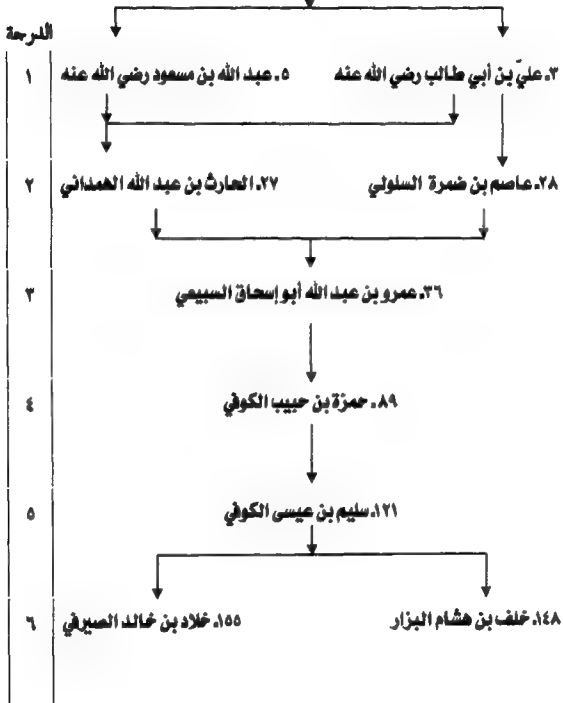 الدرجة
٣. عليّ بن أبي طالب رضي الله عنه ٥. عبد الله بن مسعود رضي الله عنه ١
٢٨. عاصم بن ضمرة السلولي ٢٧. الحارث بن عبد الله الهمداني ٢
٣٦. عمرو بن عبد الله أبو إسحاق السبيعي ٣
٨٩. حمزة بن حبيب الكوفي ٤
١٢١. سليم بن عيسى الكوفي ٥
١٤٨. خلف بن هشام البزار ١٥٥. خلاد بن خالد الصيرفي ٦